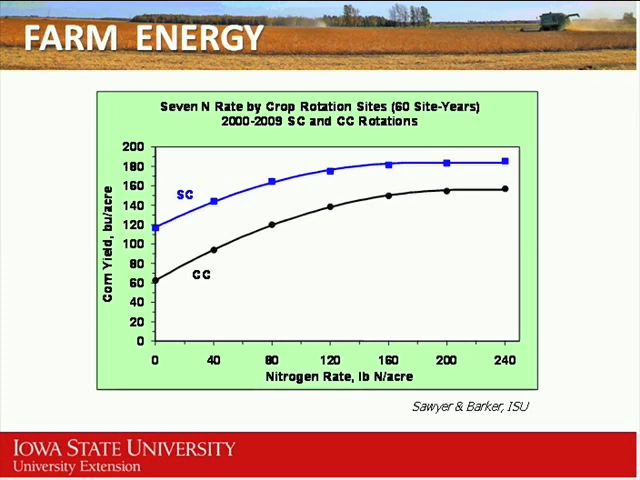 FARM ENERGY
Seven N Rate by Crop Rotation Sites (60 Site-Years)
2000-2009 SC and CC Rotations
Corn Yield, bu/acre
200
180
160
140
120
100
80
60
40
20
0
SC
CC
0 40 80 120 160 200 240
Nitrogen Rate, lb N/acre
Sawyer & Barker, ISU
IOWA STATE UNIVERSITY
University Extension